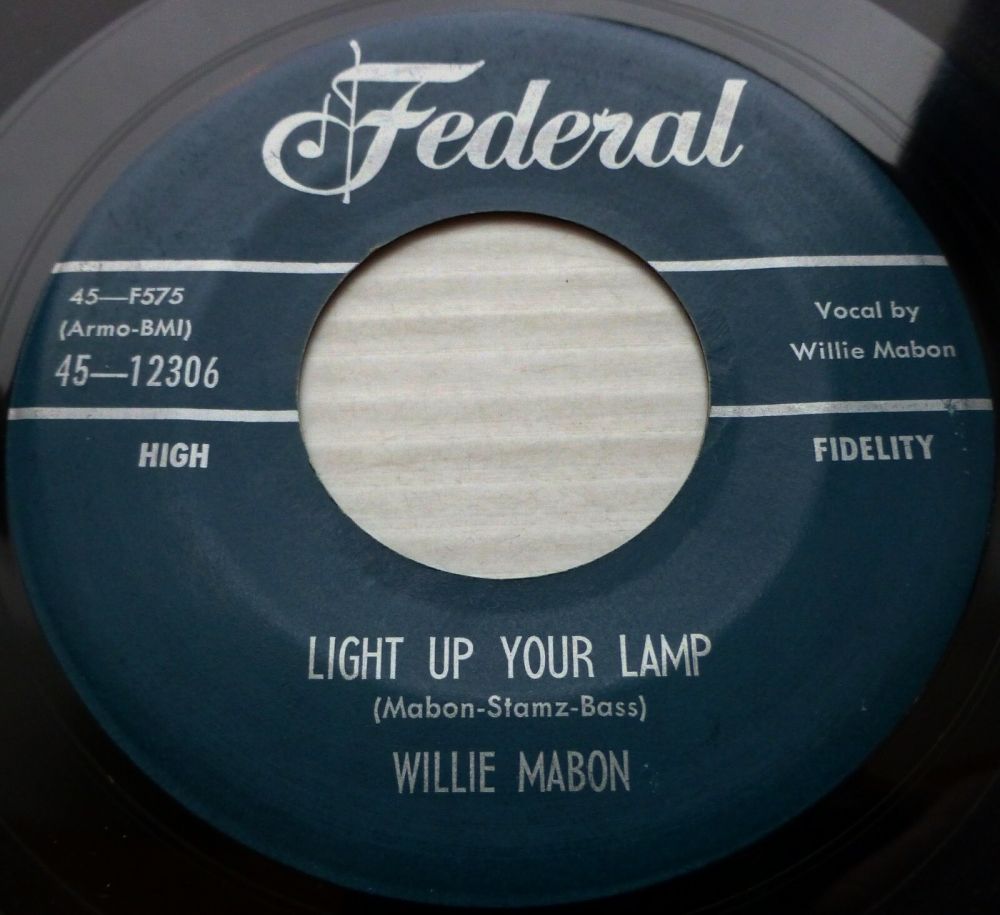 Federal
45—F575
(Armo-BMI)
45—12306
Vocal by
Willie Mabon
HIGH
FIDELITY
LIGHT UP YOUR LAMP
(Mabon-Stamz-Bass)
WILLIE MABON